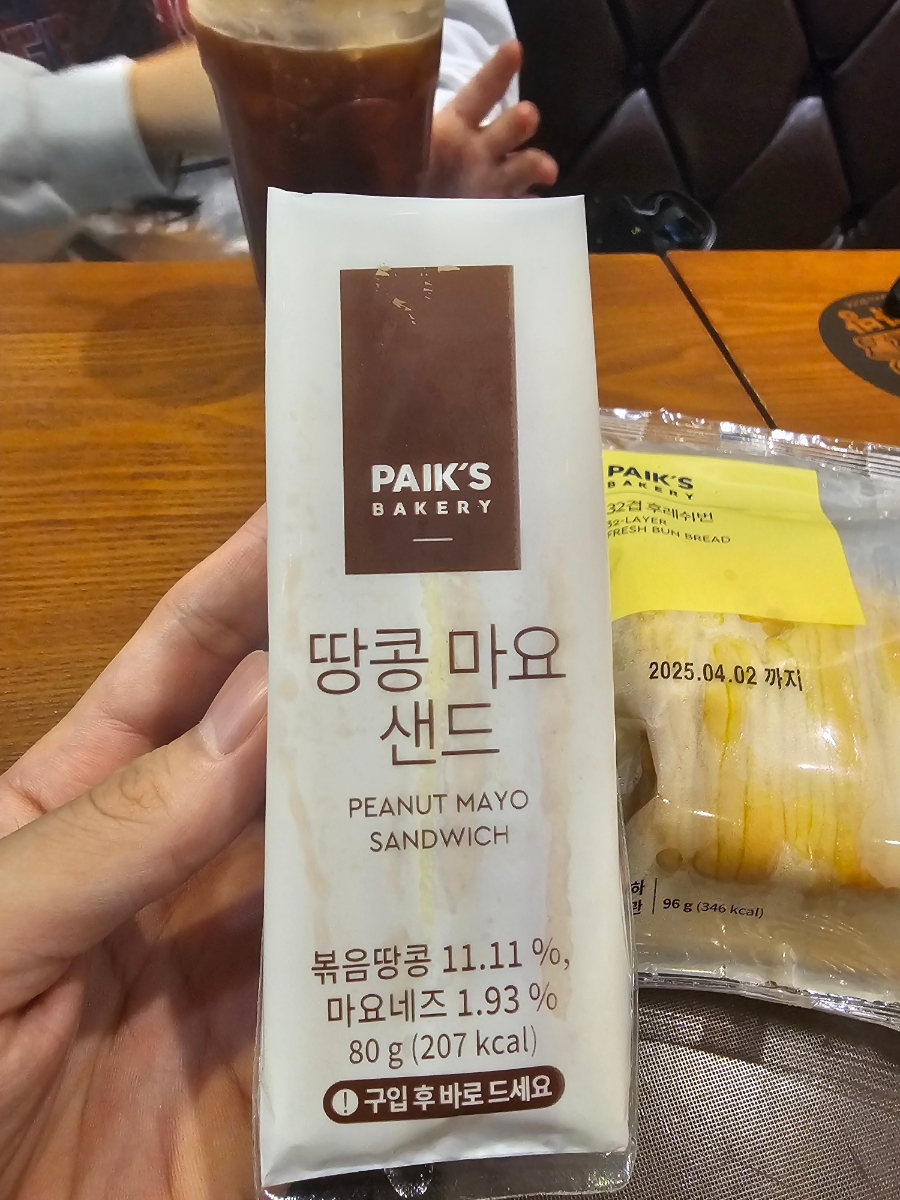 PAIK'S
BAKERY
땅콩 마요
샌드
PEANUT MAYO
SANDWICH
볶음땅콩 11.11 %,
마요네즈 1.93 %
80 g (207 kcal)
! 구입 후 바로 드세요
PAIK'S
BAKERY
32겹 후레쉬번
32-LAYER
FRESH BUN BREAD
2025.04.02 까지
하
란
96 g (346 kcal)